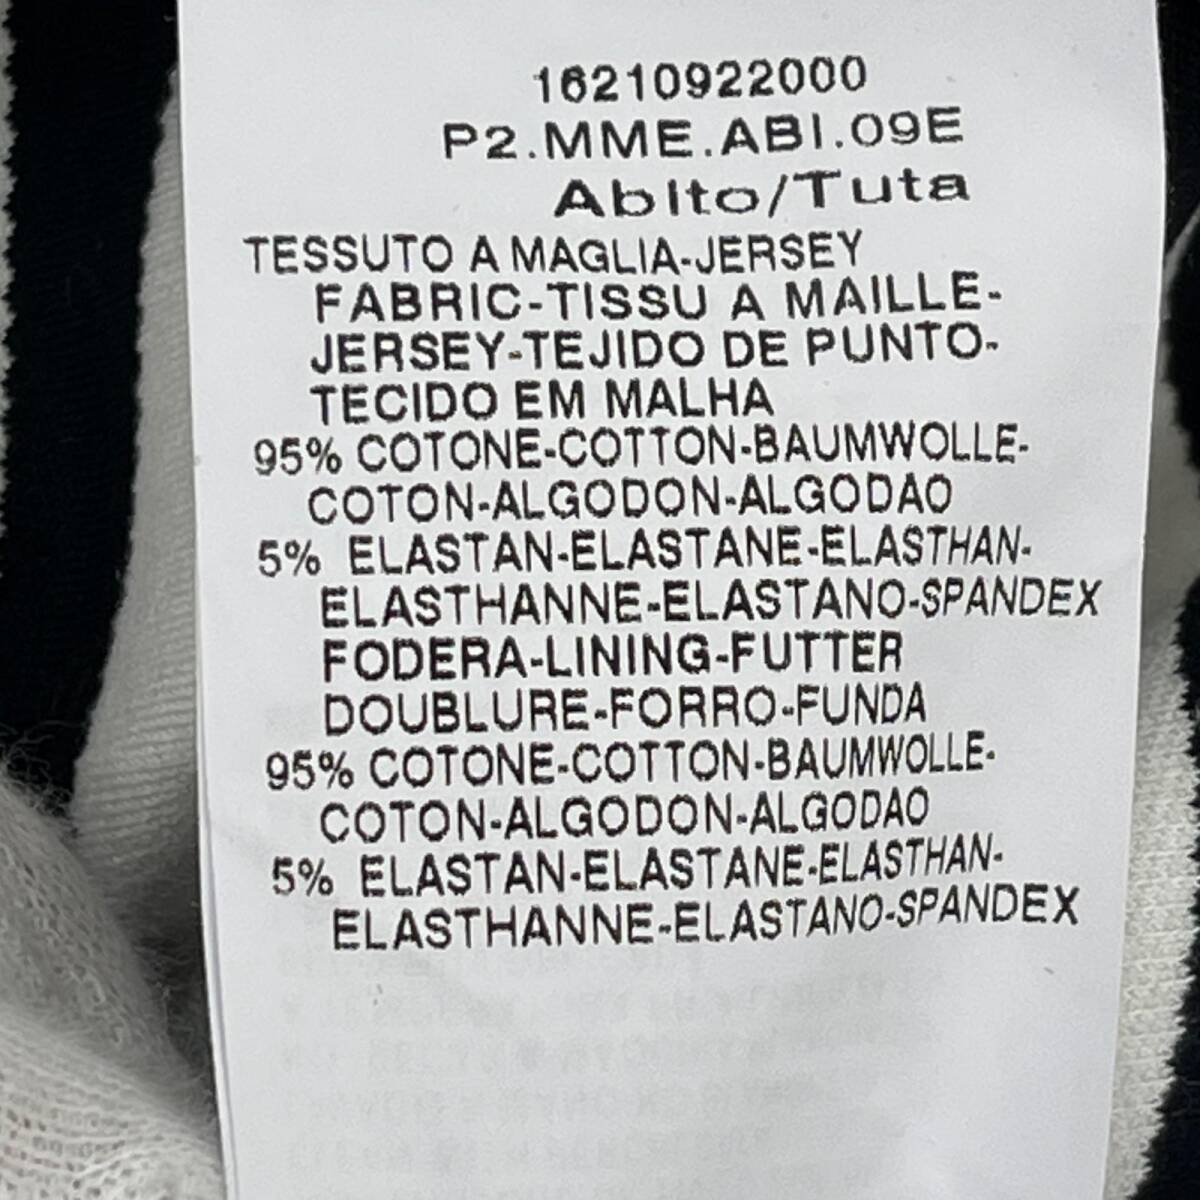 16210922000
P2.MME.ABI.09E
Abito/Tuta
TESSUTO A MAGLIA-JERSEY
FABRIC-TISSU A MAILLE-
JERSEY-TEJIDO DE PUNTO-
TECIDO EM MALHA
95% COTONE-COTTON-BAUMWOLLE-
COTON-ALGODON-ALGODAO
5% ELASTAN-ELASTANE-ELASTHAN-
ELASTHANNE-ELASTANO-SPANDEX
FODERA-LINING-FUTTER
DOUBLURE-FORRO-FUNDA
95% COTONE-COTTON-BAUMWOLLE-
COTON-ALGODON-ALGODAO
5% ELASTAN-ELASTANE-ELASTHAN-
ELASTHANNE-ELASTANO-SPANDEX